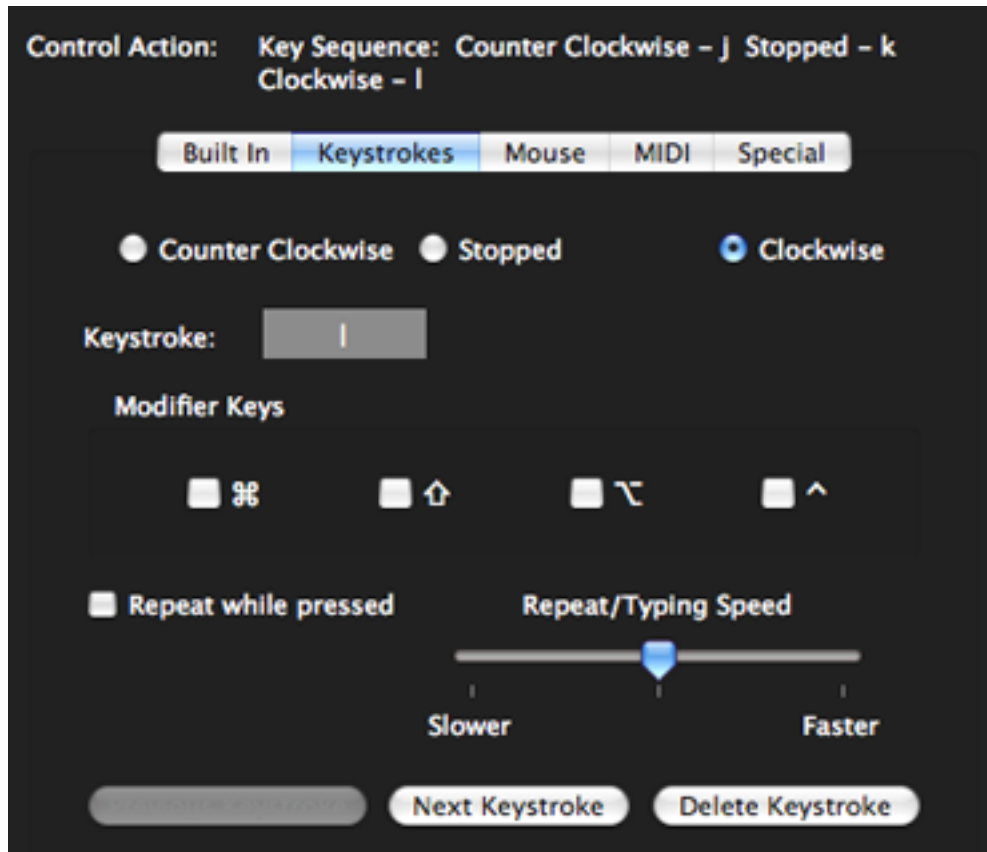 Control Action: Key Sequence: Counter Clockwise – j Stopped – k
Clockwise – l
Built In Keystrokes Mouse MIDI Special
Counter Clockwise Stopped Clockwise
Keystroke: l
Modifier Keys
⌘ ⇧ ⌥ ^
Repeat while pressed Repeat/Typing Speed
Slower Faster
Next Keystroke Delete Keystroke